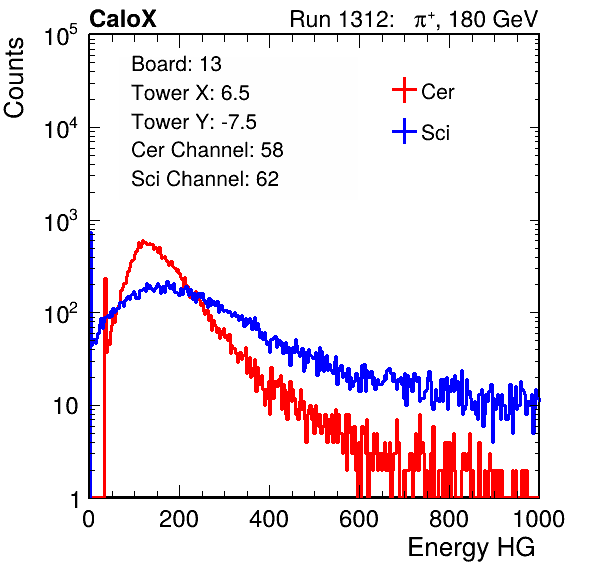 CaloX Run 1312: π⁺, 180 GeV
Counts
Board: 13
Tower X: 6.5
Tower Y: -7.5
Cer Channel: 58
Sci Channel: 62
Cer
Sci
10⁵
10⁴
10³
10²
10
1
0 200 400 600 800 1000
Energy HG